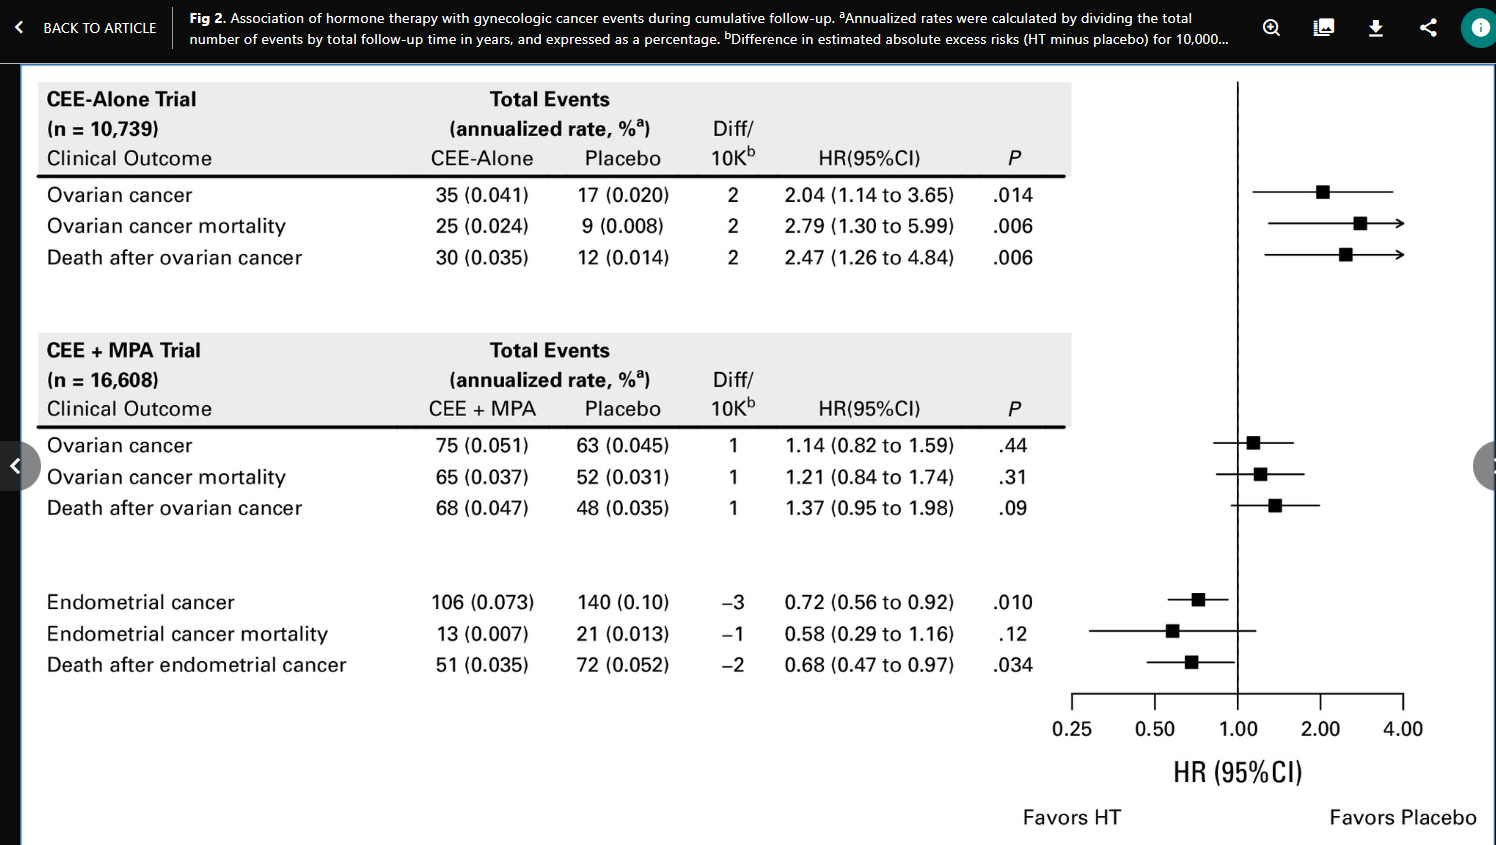 BACK TO ARTICLE
Fig 2. Association of hormone therapy with gynecologic cancer events during cumulative follow-up. ᵃAnnualized rates were calculated by dividing the total
number of events by total follow-up time in years, and expressed as a percentage. ᵇDifference in estimated absolute excess risks (HT minus placebo) for 10,000...
CEE-Alone Trial Total Events
(n = 10,739) (annualized rate, %ᵃ) Diff/
Clinical Outcome CEE-Alone Placebo 10Kᵇ HR(95%CI) P
Ovarian cancer 35 (0.041) 17 (0.020) 2 2.04 (1.14 to 3.65) .014
Ovarian cancer mortality 25 (0.024) 9 (0.008) 2 2.79 (1.30 to 5.99) .006
Death after ovarian cancer 30 (0.035) 12 (0.014) 2 2.47 (1.26 to 4.84) .006
CEE + MPA Trial Total Events
(n = 16,608) (annualized rate, %ᵃ) Diff/
Clinical Outcome CEE + MPA Placebo 10Kᵇ HR(95%CI) P
Ovarian cancer 75 (0.051) 63 (0.045) 1 1.14 (0.82 to 1.59) .44
Ovarian cancer mortality 65 (0.037) 52 (0.031) 1 1.21 (0.84 to 1.74) .31
Death after ovarian cancer 68 (0.047) 48 (0.035) 1 1.37 (0.95 to 1.98) .09
Endometrial cancer 106 (0.073) 140 (0.10) –3 0.72 (0.56 to 0.92) .010
Endometrial cancer mortality 13 (0.007) 21 (0.013) –1 0.58 (0.29 to 1.16) .12
Death after endometrial cancer 51 (0.035) 72 (0.052) –2 0.68 (0.47 to 0.97) .034
0.25 0.50 1.00 2.00 4.00
HR (95%CI)
Favors HT Favors Placebo